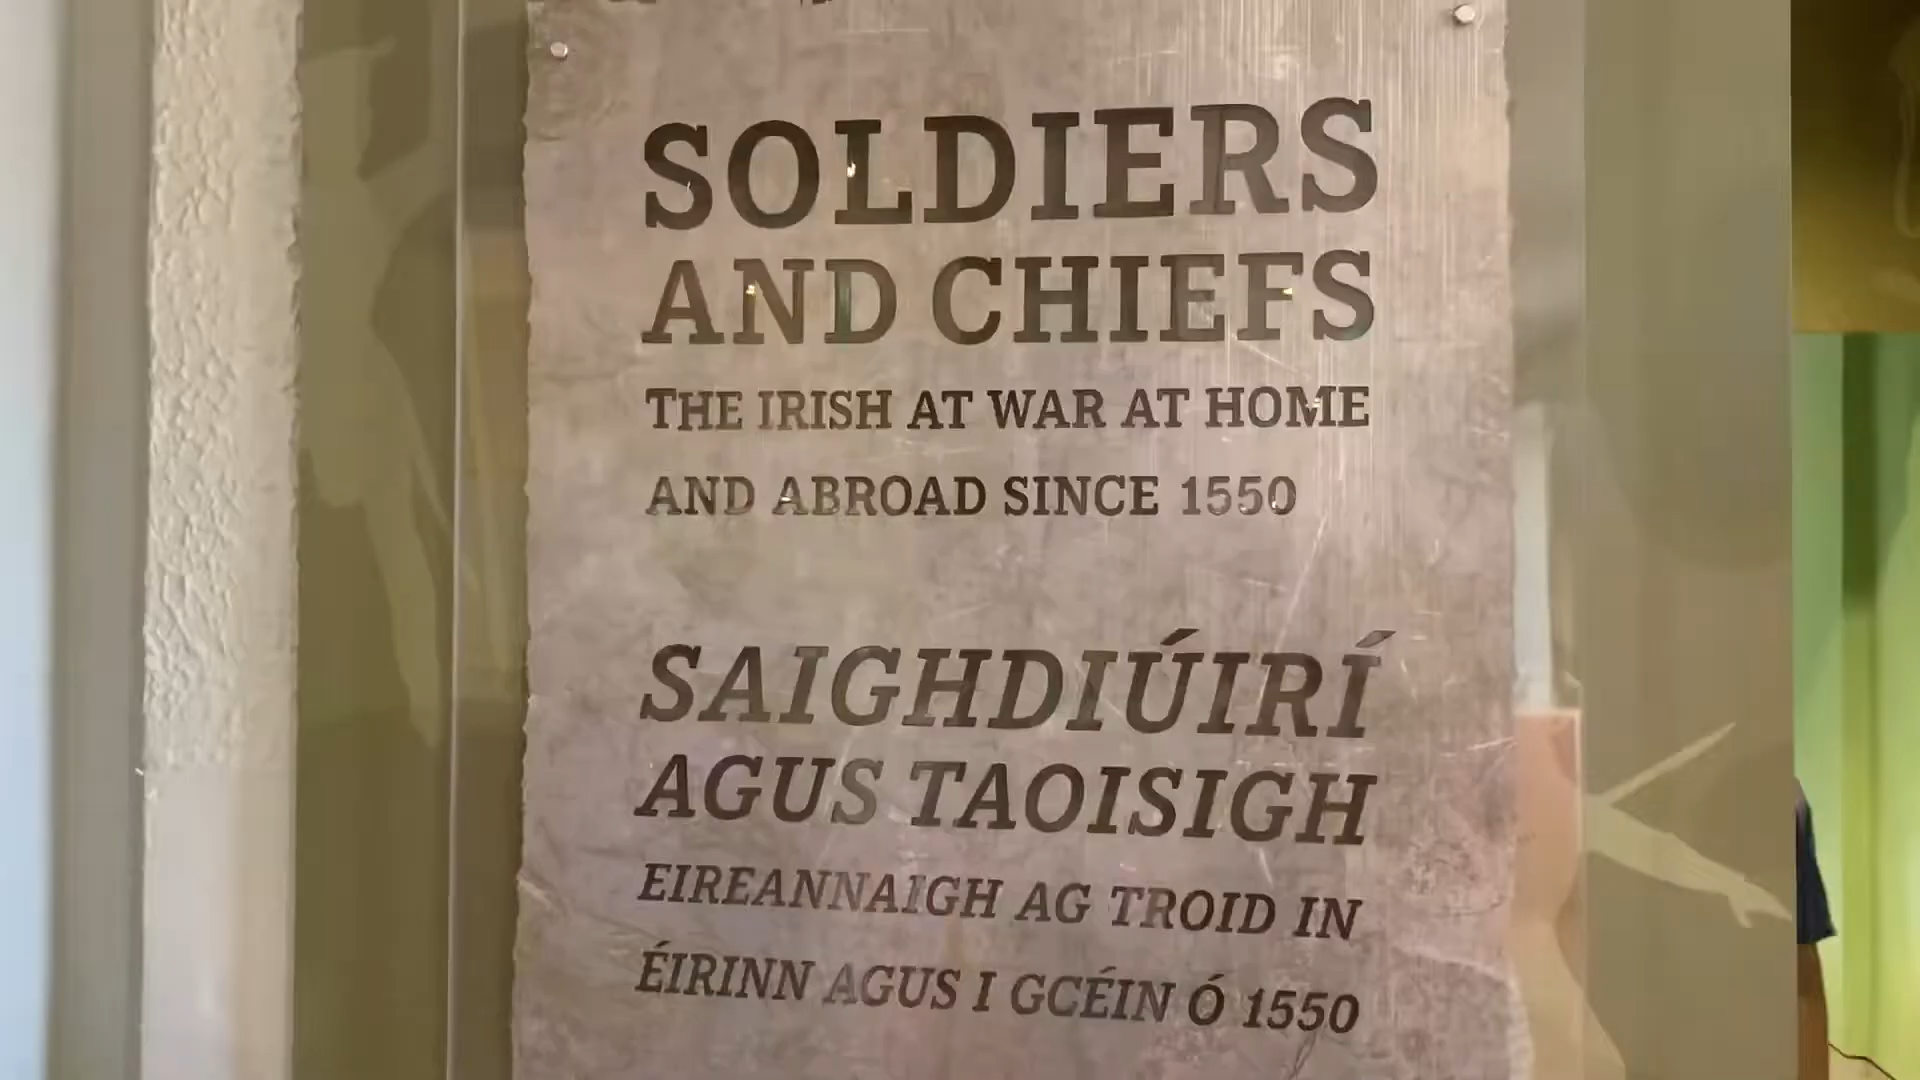 SOLDIERS
AND CHIEFS
THE IRISH AT WAR AT HOME
AND ABROAD SINCE 1550
SAIGHDIÚIRÍ
AGUS TAOISIGH
EIREANNAIGH AG TROID IN
ÉIRINN AGUS I GCÉIN Ó 1550